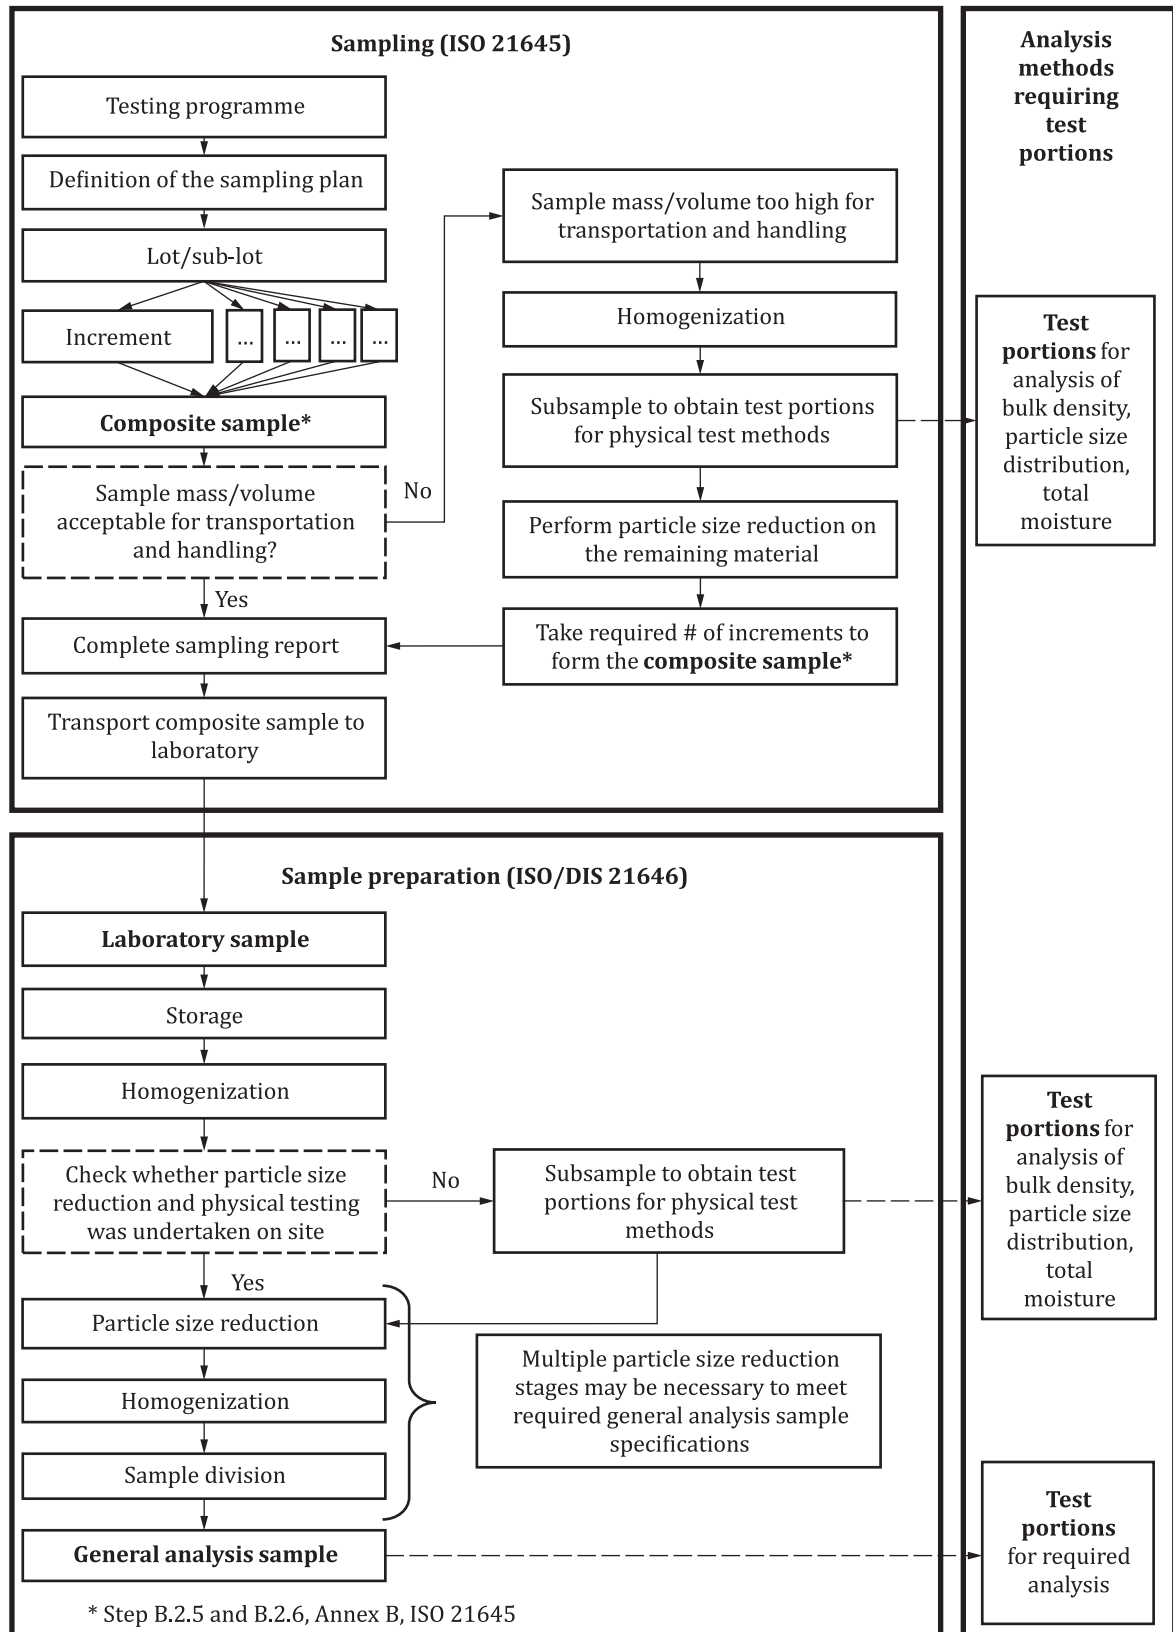 Sampling (ISO 21645)
Testing programme
Definition of the sampling plan
Lot/sub-lot
Increment
...
...
...
...
Composite sample*
Sample mass/volume
acceptable for transportation
and handling?
No
Yes
Complete sampling report
Transport composite sample to
laboratory
Sample mass/volume too high for
transportation and handling
Homogenization
Subsample to obtain test portions
for physical test methods
Perform particle size reduction on
the remaining material
Take required # of increments to
form the composite sample*
Analysis
methods
requiring
test
portions
Test
portions for
analysis of
bulk density,
particle size
distribution,
total
moisture
Sample preparation (ISO/DIS 21646)
Laboratory sample
Storage
Homogenization
Check whether particle size
reduction and physical testing
was undertaken on site
No
Yes
Subsample to obtain test
portions for physical test
methods
Particle size reduction
Homogenization
Sample division
General analysis sample
Multiple particle size reduction
stages may be necessary to meet
required general analysis sample
specifications
Test
portions for
analysis of
bulk density,
particle size
distribution,
total
moisture
Test
portions
for required
analysis
* Step B.2.5 and B.2.6, Annex B, ISO 21645